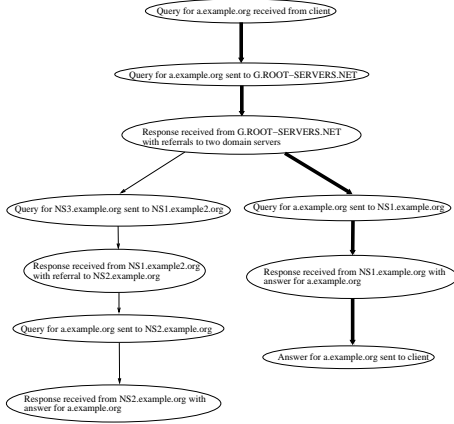 Query for a.example.org received from client
Query for a.example.org sent to G.ROOT−SERVERS.NET
Response received from G.ROOT−SERVERS.NET
with referrals to two domain servers
Query for NS3.example.org sent to NS1.example2.org
Query for a.example.org sent to NS1.example.org
Response received from NS1.example2.org
with referral to NS2.example.org
Response received from NS1.example.org with
answer for a.example.org
Query for a.example.org sent to NS2.example.org
Answer for a.example.org sent to client
Response received from NS2.example.org with
answer for a.example.org